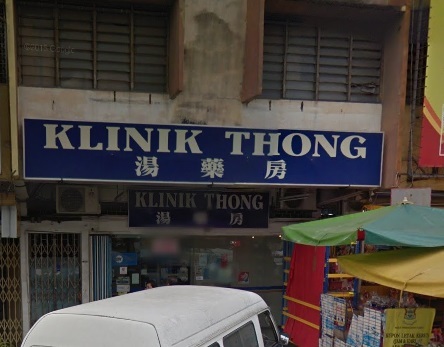 KLINIK THONG
湯 藥 房
KLINIK THONG
湯 房